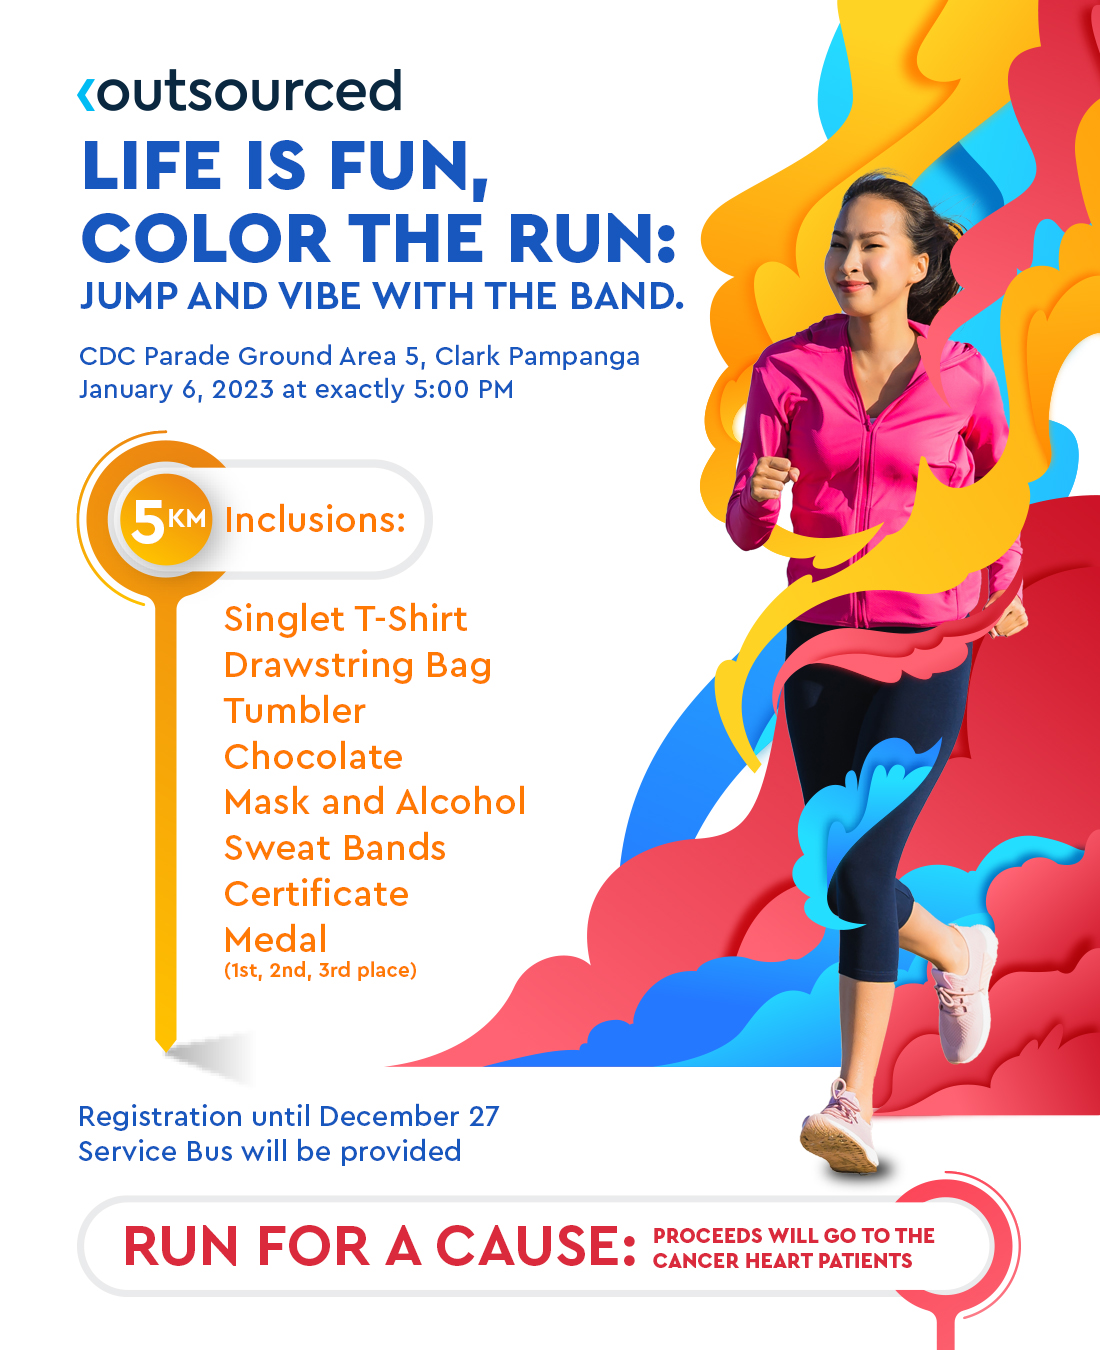 outsourced
LIFE IS FUN,
COLOR THE RUN:
JUMP AND VIBE WITH THE BAND.
CDC Parade Ground Area 5, Clark Pampanga
January 6, 2023 at exactly 5:00 PM
5KM Inclusions:
Singlet T-Shirt
Drawstring Bag
Tumbler
Chocolate
Mask and Alcohol
Sweat Bands
Certificate
Medal
(1st, 2nd, 3rd place)
Registration until December 27
Service Bus will be provided
RUN FOR A CAUSE:
PROCEEDS WILL GO TO THE
CANCER HEART PATIENTS